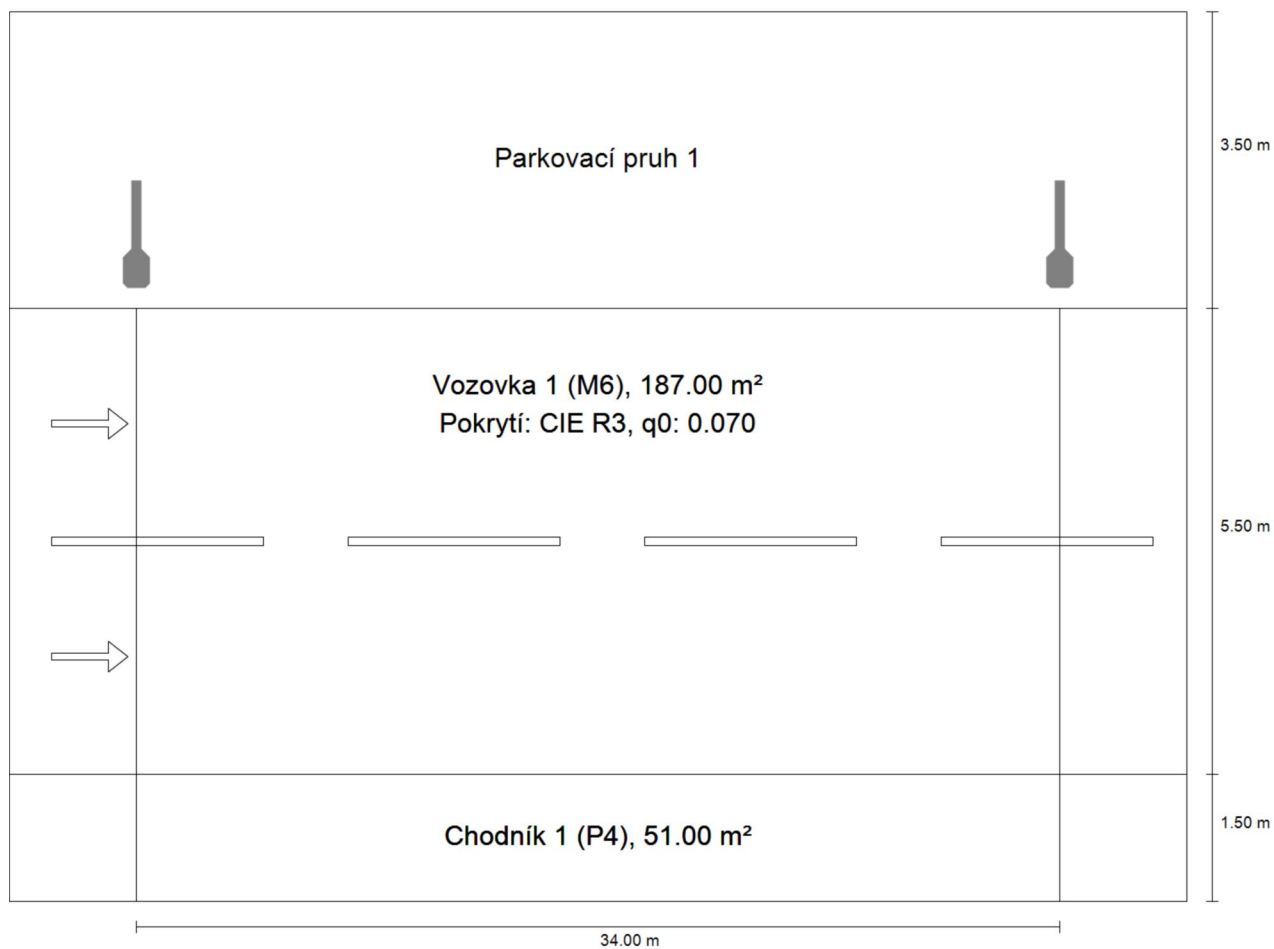 Parkovací pruh 1
3.50 m
Vozovka 1 (M6), 187.00 m²
Pokrytí: CIE R3, q0: 0.070
5.50 m
Chodník 1 (P4), 51.00 m²
1.50 m
34.00 m